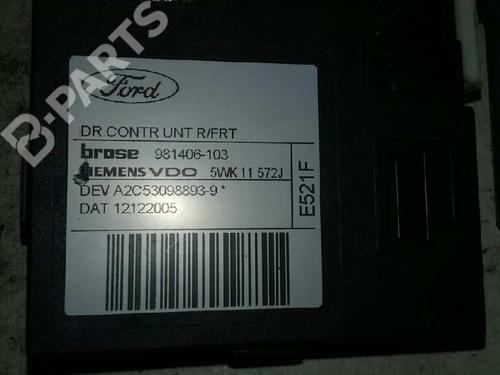 B-PARTS
Ford
DR CONTR UNT R/FRT
brose 981406-103
SIEMENS VDO 5WK 11 572J
DEV A2C53098893-9 *
DAT 12122005
E521F